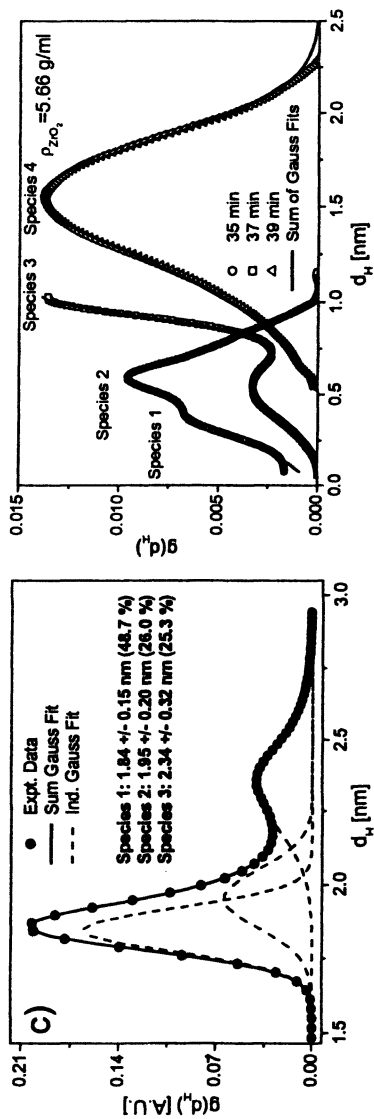 C)
Expt. Data
Sum Gauss Fit
Ind. Gauss Fit
Species 1: 1.84 +/- 0.15 nm (48.7 %)
Species 2: 1.95 +/- 0.20 nm (26.0 %)
Species 3: 2.34 +/- 0.32 nm (25.3 %)
0.21
0.14
0.07
0.00
g(d_H) [A.U.]
1.5
2.0
2.5
3.0
d_H [nm]
Species 3
Species 4
ρ_ZrO₂ =5.66 g/ml
Species 2
Species 1
35 min
37 min
39 min
Sum of Gauss Fits
0.015
0.010
0.005
0.000
g(d_H)
0.0
0.5
1.0
1.5
2.0
2.5
d_H [nm]